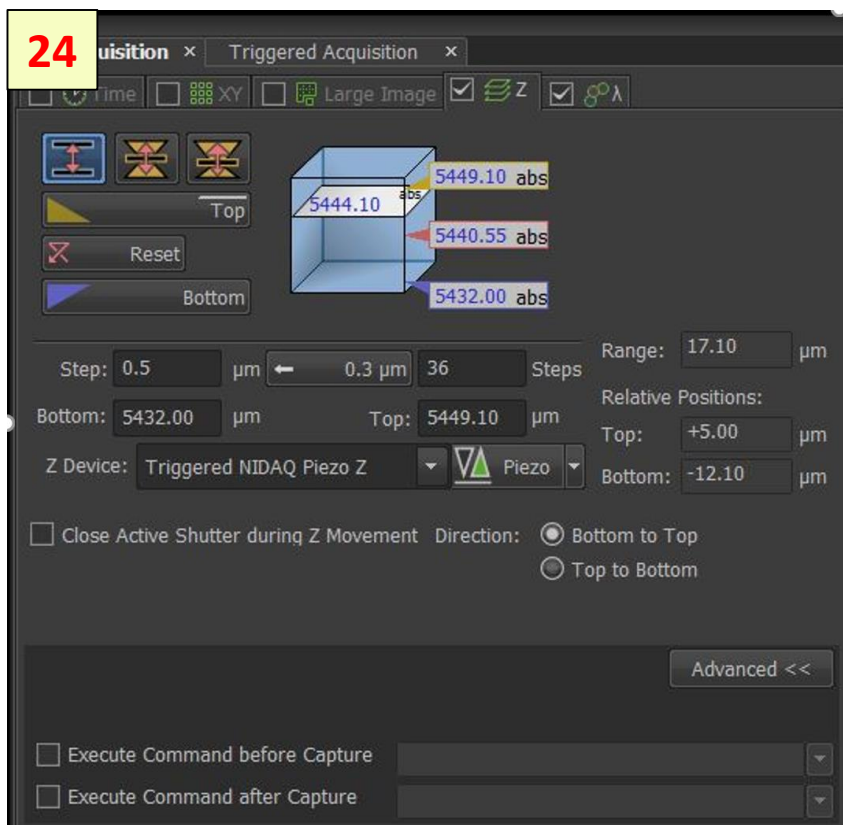 24
uisition × Triggered Acquisition ×
Time XY Large Image Z λ
5449.10 abs
Top 5444.10 abs
5440.55 abs
Reset
Bottom 5432.00 abs
Range: 17.10 µm
Step: 0.5 µm 0.3 µm 36 Steps
Relative Positions:
Bottom: 5432.00 µm Top: 5449.10 µm
Top: +5.00 µm
Z Device: Triggered NIDAQ Piezo Z Piezo
Bottom: -12.10 µm
Close Active Shutter during Z Movement Direction: Bottom to Top
Top to Bottom
Advanced <<
Execute Command before Capture
Execute Command after Capture